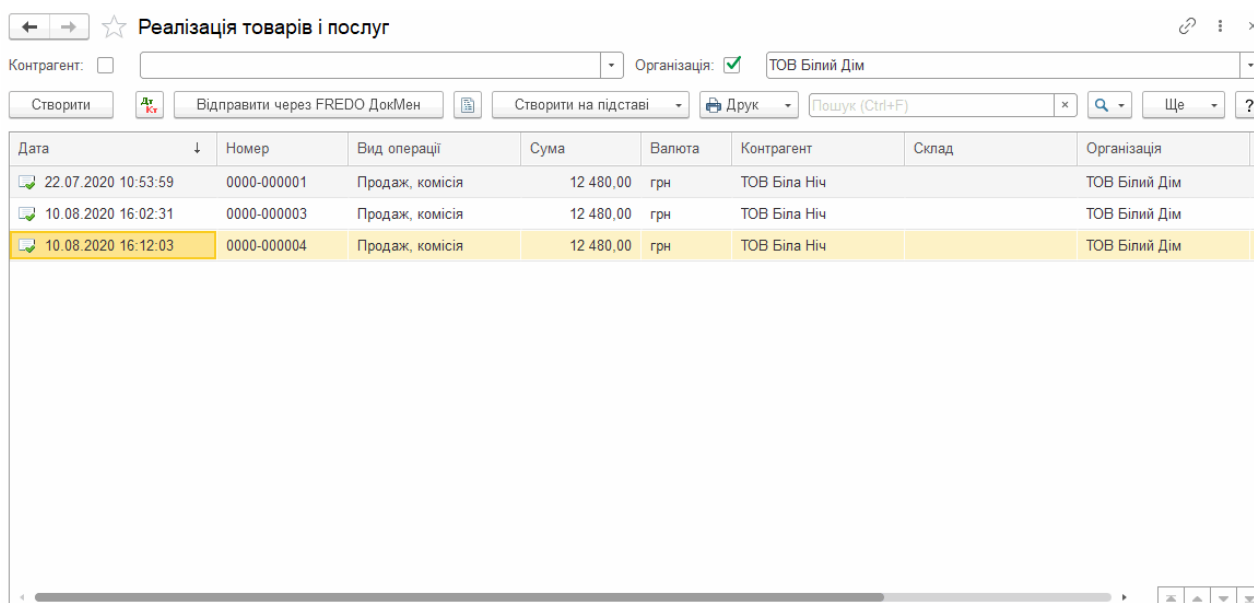 Реалізація товарів і послуг
Контрагент: Організація: ТОВ Білий Дім
Створити Дт Кт Відправити через FREDO ДокМен Створити на підставі Друк Пошук (Ctrl+F) Ще ?
Дата Номер Вид операції Сума Валюта Контрагент Склад Організація
22.07.2020 10:53:59 0000-000001 Продаж, комісія 12 480,00 грн ТОВ Біла Ніч ТОВ Білий Дім
10.08.2020 16:02:31 0000-000003 Продаж, комісія 12 480,00 грн ТОВ Біла Ніч ТОВ Білий Дім
10.08.2020 16:12:03 0000-000004 Продаж, комісія 12 480,00 грн ТОВ Біла Ніч ТОВ Білий Дім